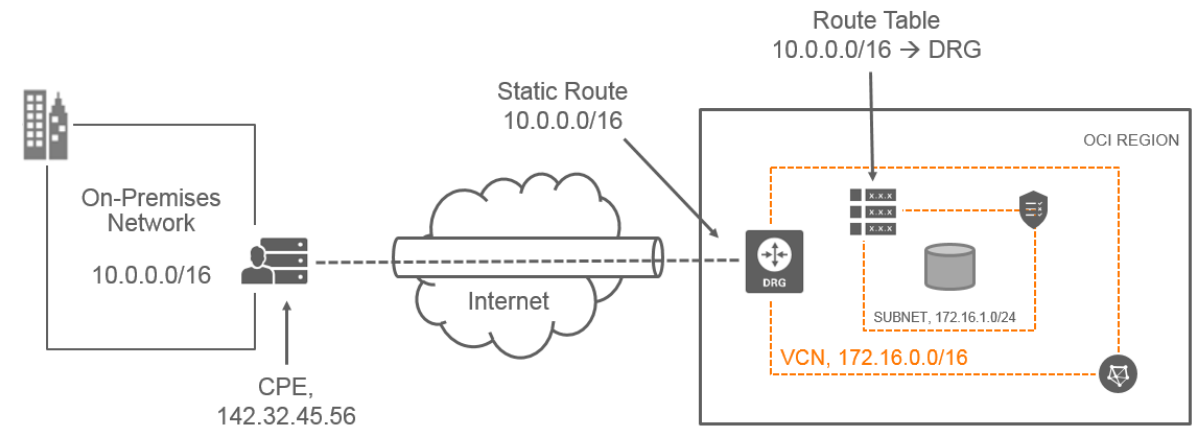 Route Table
10.0.0.0/16 → DRG
Static Route
10.0.0.0/16
OCI REGION
On-Premises
Network
10.0.0.0/16
x.x.x
x.x.x
x.x.x
DRG
Internet
SUBNET, 172.16.1.0/24
VCN, 172.16.0.0/16
CPE,
142.32.45.56